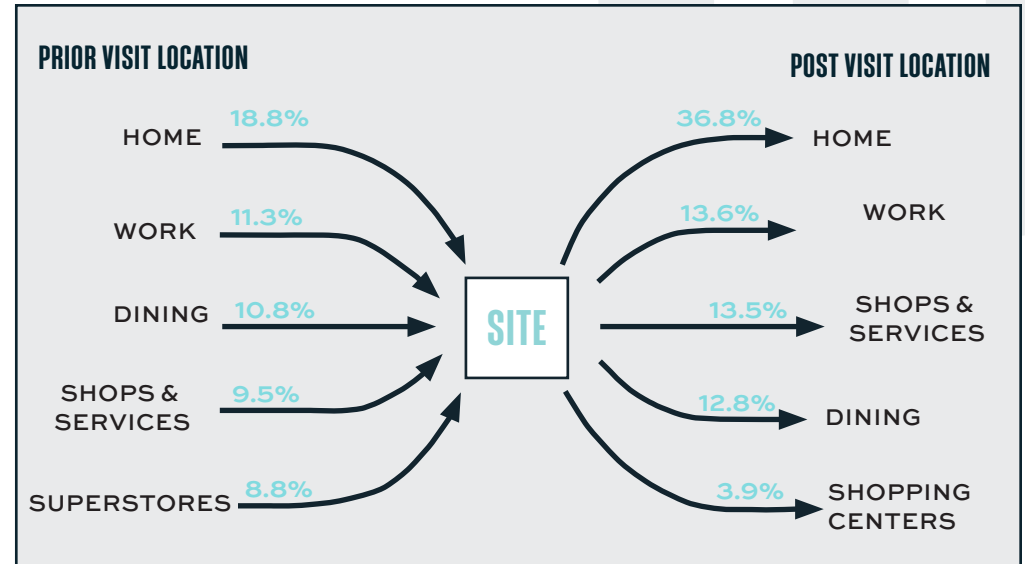 PRIOR VISIT LOCATION
HOME
18.8%
WORK
11.3%
DINING
10.8%
SHOPS &
SERVICES
9.5%
SUPERSTORES
8.8%
SITE
POST VISIT LOCATION
36.8%
HOME
13.6%
WORK
13.5%
SHOPS &
SERVICES
12.8%
DINING
3.9%
SHOPPING
CENTERS